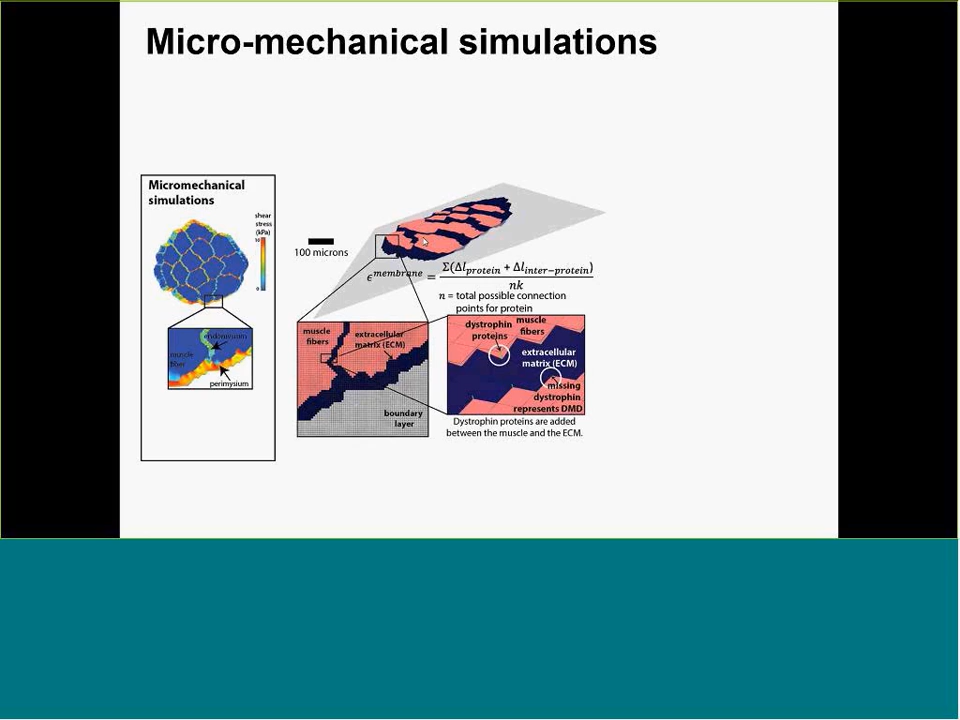 Micro-mechanical simulations
Micromechanical
simulations
shear
stress
(kPa)
10
0
endomysium
muscle
fiber
perimysium
100 microns
ϵ^membrane = Σ(Δl_protein + Δl_inter−protein) / nk
n = total possible connection
points for protein
muscle
fibers
extracellular
matrix (ECM)
boundary
layer
dystrophin
proteins
muscle
fibers
extracellular
matrix (ECM)
missing
dystrophin
represents DMD
Dystrophin proteins are added
between the muscle and the ECM.